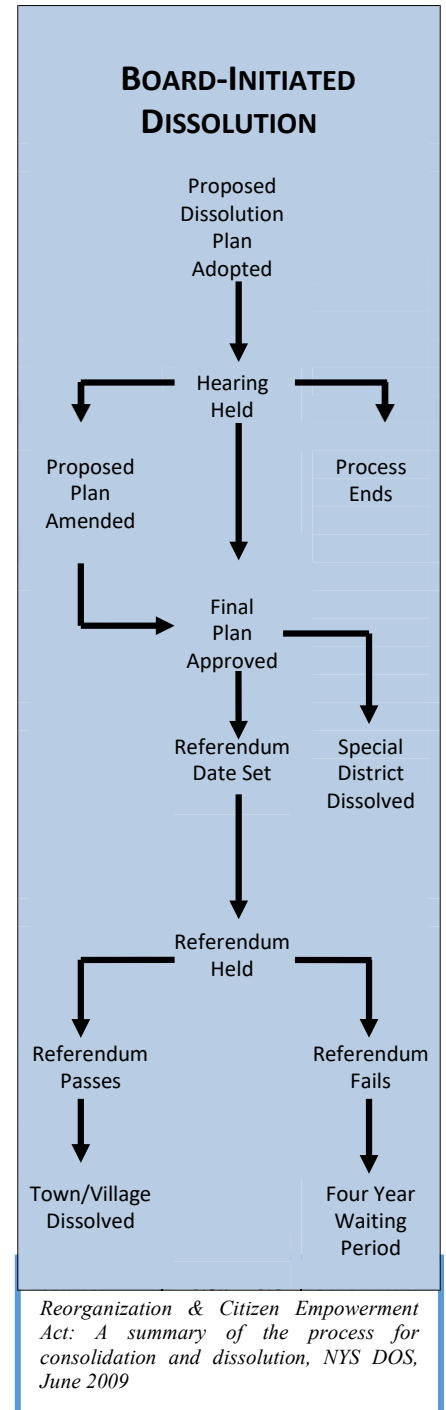 BOARD-INITIATED
DISSOLUTION
Proposed
Dissolution
Plan
Adopted
Hearing
Held
Proposed
Plan
Amended
Process
Ends
Final
Plan
Approved
Referendum
Date Set
Special
District
Dissolved
Referendum
Held
Referendum
Passes
Referendum
Fails
Town/Village
Dissolved
Four Year
Waiting
Period
Reorganization & Citizen Empowerment
Act: A summary of the process for
consolidation and dissolution, NYS DOS,
June 2009